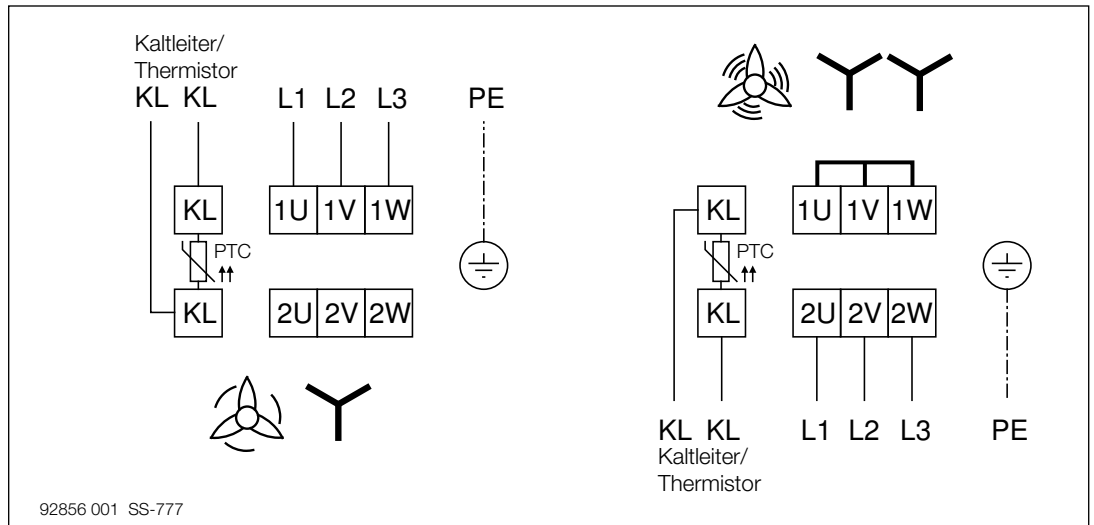 Kaltleiter/
Thermistor
KL KL L1 L2 L3 PE
KL 1U 1V 1W
PTC
KL 2U 2V 2W
KL 1U 1V 1W
PTC
KL 2U 2V 2W
KL KL L1 L2 L3 PE
Kaltleiter/
Thermistor
92856 001 SS-777